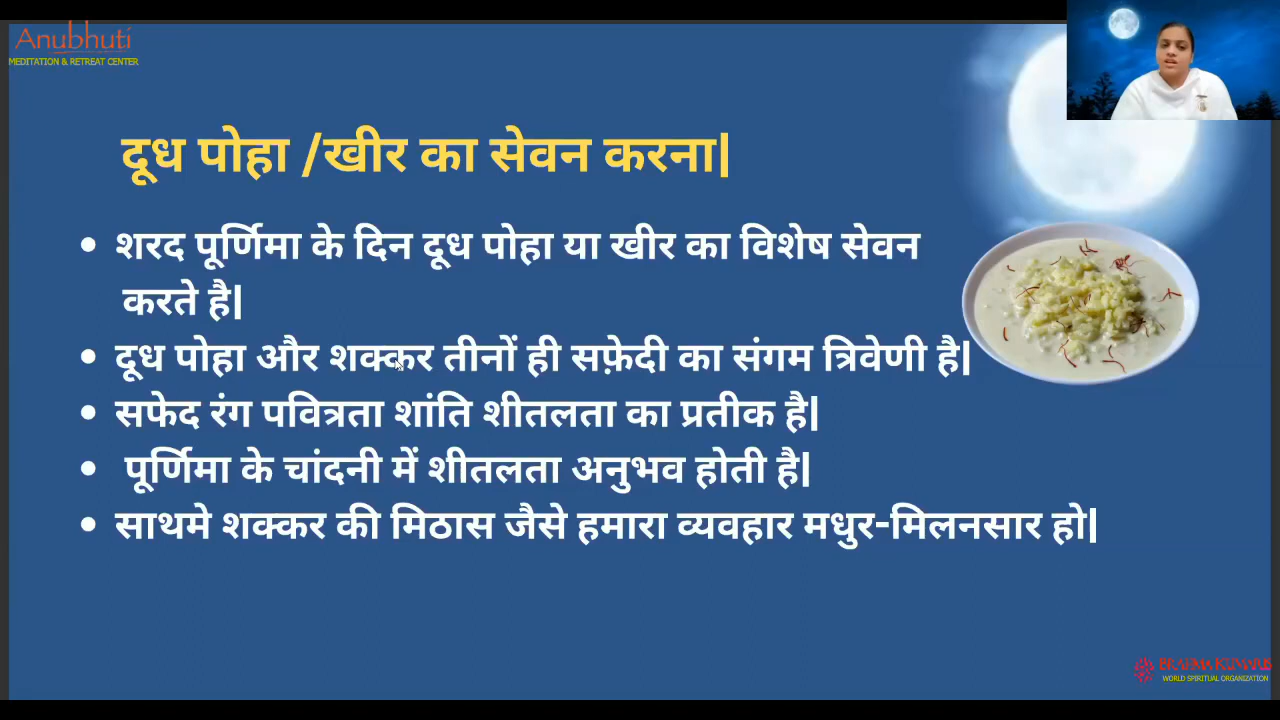 Anubhuti
MEDITATION & RETREAT CENTER
दूध पोहा /खीर का सेवन करना|
• शरद पूर्णिमा के दिन दूध पोहा या खीर का विशेष सेवन
करते है|
• दूध पोहा और शक्कर तीनों ही सफ़ेदी का संगम त्रिवेणी है|
• सफेद रंग पवित्रता शांति शीतलता का प्रतीक है|
• पूर्णिमा के चांदनी में शीतलता अनुभव होती है|
• साथमे शक्कर की मिठास जैसे हमारा व्यवहार मधुर-मिलनसार हो|
BRAHMA KUMARIS
WORLD SPIRITUAL ORGANIZATION